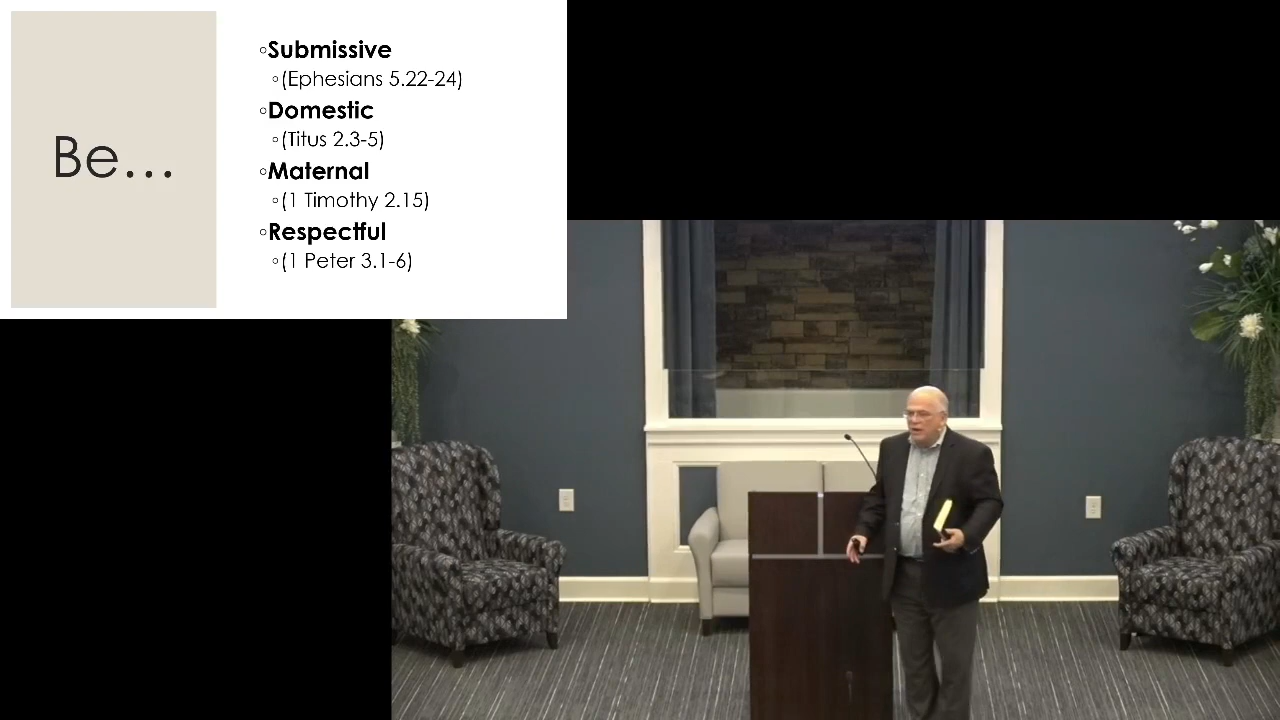 Be...
◦Submissive
◦(Ephesians 5.22-24)
◦Domestic
◦(Titus 2.3-5)
◦Maternal
◦(1 Timothy 2.15)
◦Respectful
◦(1 Peter 3.1-6)